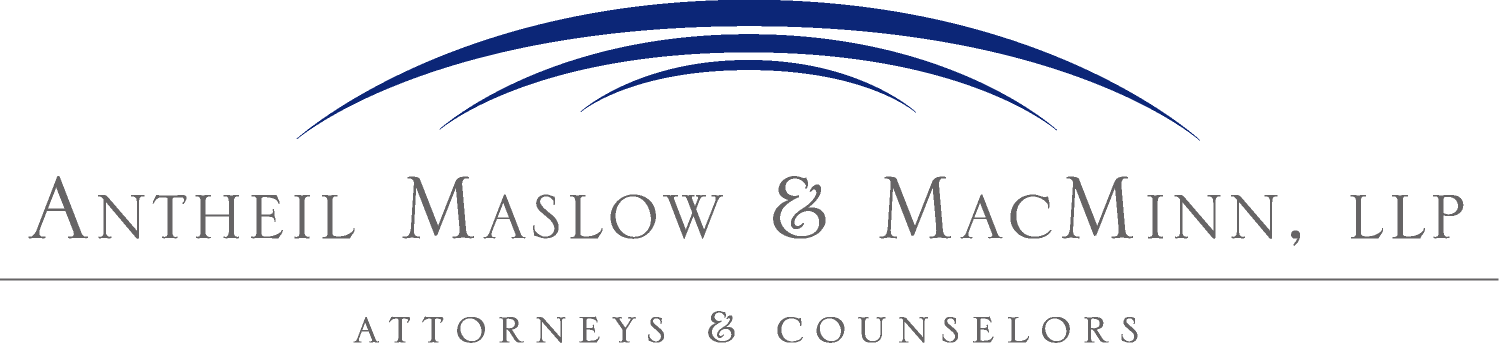 Antheil Maslow & MacMinn, LLP
ATTORNEYS & COUNSELORS